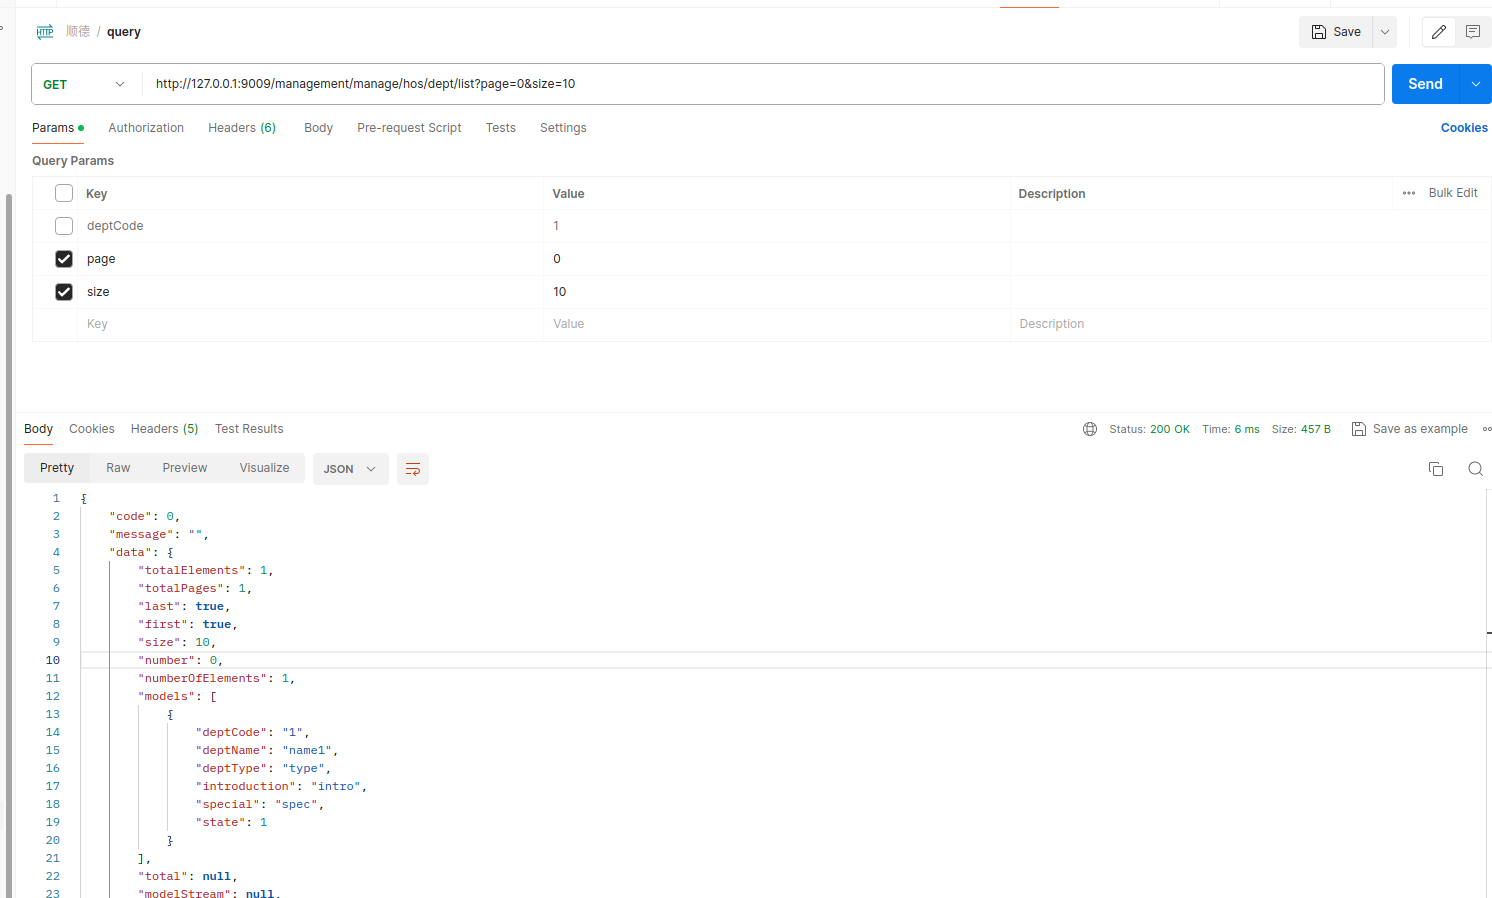 HTTP 顺德 / query Save
GET http://127.0.0.1:9009/management/manage/hos/dept/list?page=0&size=10 Send
Params Authorization Headers (6) Body Pre-request Script Tests Settings Cookies
Query Params
Key Value Description ••• Bulk Edit
deptCode 1
page 0
size 10
Key Value Description
Body Cookies Headers (5) Test Results Status: 200 OK Time: 6 ms Size: 457 B Save as example
Pretty Raw Preview Visualize JSON
1 {
2 "code": 0,
3 "message": "",
4 "data": {
5 "totalElements": 1,
6 "totalPages": 1,
7 "last": true,
8 "first": true,
9 "size": 10,
10 "number": 0,
11 "numberOfElements": 1,
12 "models": [
13 {
14 "deptCode": "1",
15 "deptName": "name1",
16 "deptType": "type",
17 "introduction": "intro",
18 "special": "spec",
19 "state": 1
20 }
21 ],
22 "total": null,
23 "modelStream": null,